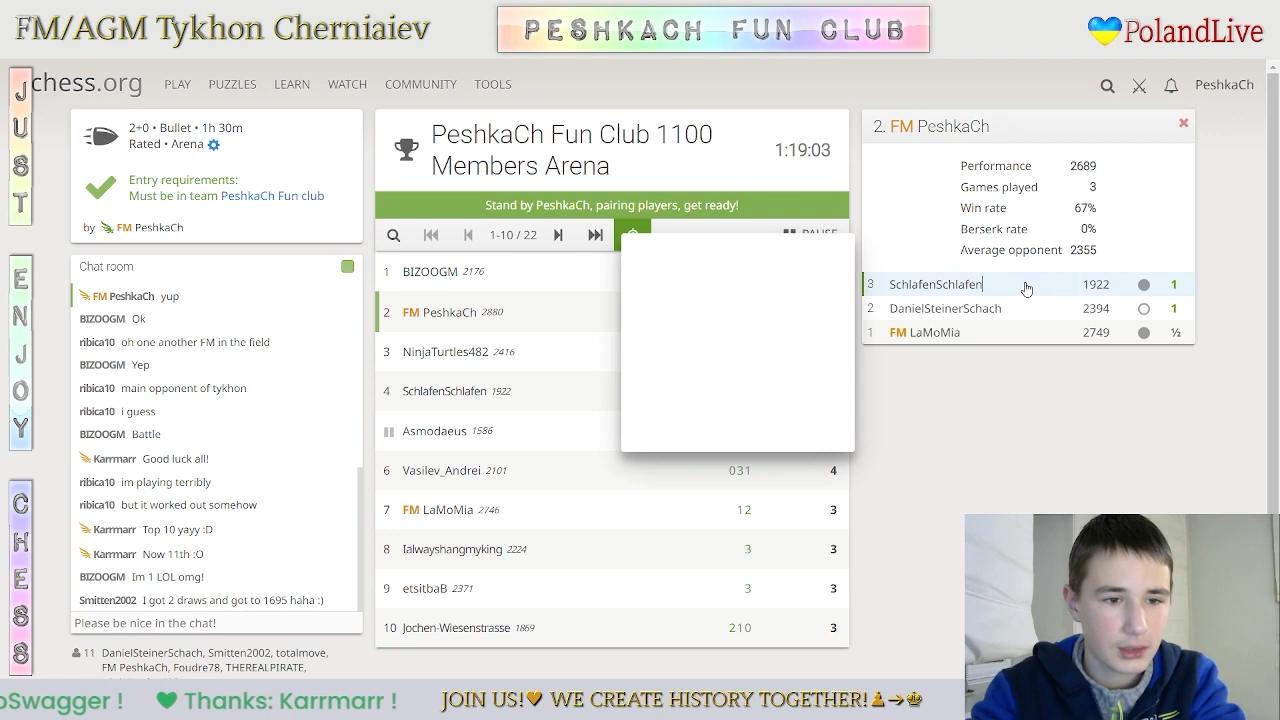 FM/AGM Tykhon Cherniaiev
PESHKACH FUN CLUB
PolandLive
JUST
ENJOY
CHESS
chess.org
PLAY
PUZZLES
LEARN
WATCH
COMMUNITY
TOOLS
PeshkaCh
2+0 • Bullet • 1h 30m
Rated • Arena
Entry requirements:
Must be in team PeshkaCh Fun club
by FM PeshkaCh
Chat room
FM PeshkaCh yup
BIZOOGM Ok
ribica10 oh one another FM in the field
BIZOOGM Yep
ribica10 main opponent of tykhon
ribica10 i guess
BIZOOGM Battle
Karrmarr Good luck all!
ribica10 im playing terribly
ribica10 but it worked out somehow
Karrmarr Top 10 yayy :D
Karrmarr Now 11th :O
BIZOOGM Im 1 LOL omg!
Smitten2002 I got 2 draws and got to 1695 haha :)
Please be nice in the chat!
11 DanielSteinerSchach, Smitten2002, totalmove,
FM PeshkaCh, Foudre78, THEREALPIRATE,
PeshkaCh Fun Club 1100
Members Arena
1:19:03
Stand by PeshkaCh, pairing players, get ready!
1-10 / 22
PAUSE
1 BIZOOGM 2176
2 FM PeshkaCh 2880
3 NinjaTurtles482 2416
4 SchlafenSchlafen 1922
Asmodaeus 1586
6 Vasilev_Andrei 2101 031 4
7 FM LaMoMia 2746 12 3
8 Ialwayshangmyking 2224 3 3
9 etsitbaB 2371 3 3
10 Jochen-Wiesenstrasse 1869 210 3
2. FM PeshkaCh
Performance 2689
Games played 3
Win rate 67%
Berserk rate 0%
Average opponent 2355
3 SchlafenSchlafen 1922 1
2 DanielSteinerSchach 2394 1
1 FM LaMoMia 2749 ½
oSwagger !
Thanks: Karrmarr !
JOIN US! WE CREATE HISTORY TOGETHER!